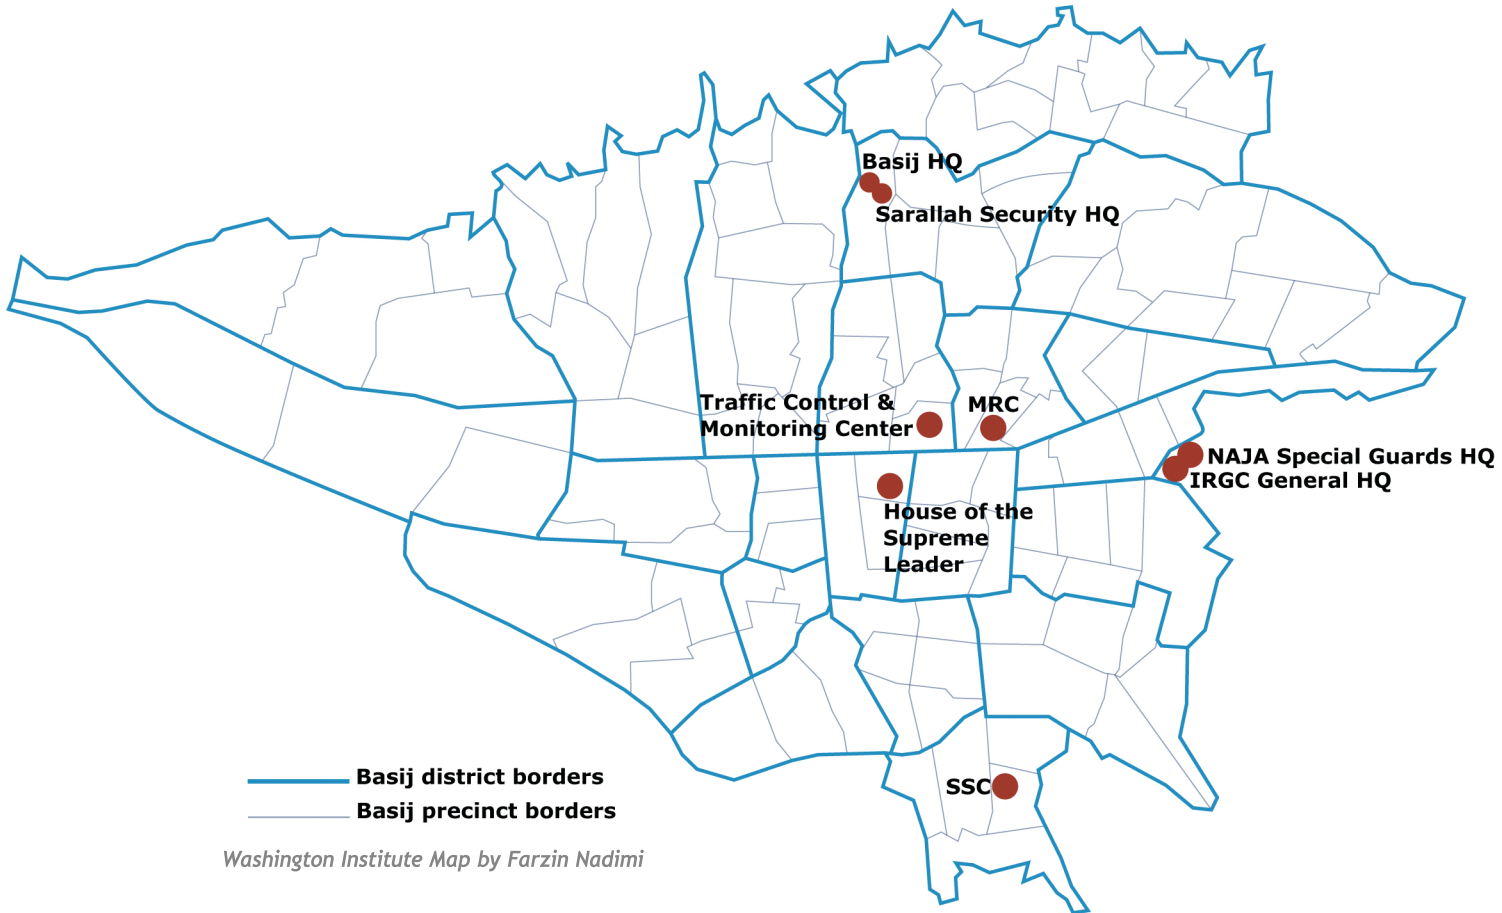 Basij HQ
Sarallah Security HQ
Traffic Control &
Monitoring Center
MRC
NAJA Special Guards HQ
IRGC General HQ
House of the
Supreme
Leader
SSC
Basij district borders
Basij precinct borders
Washington Institute Map by Farzin Nadimi